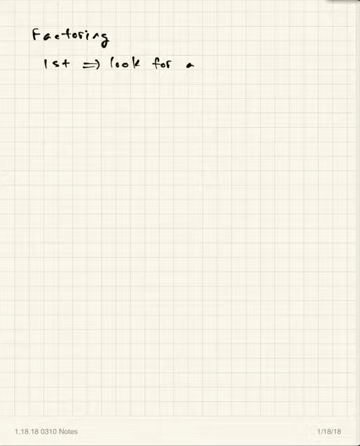 Factoring
1st ⇒ look for a
1.18.18 0310 Notes
1/18/18